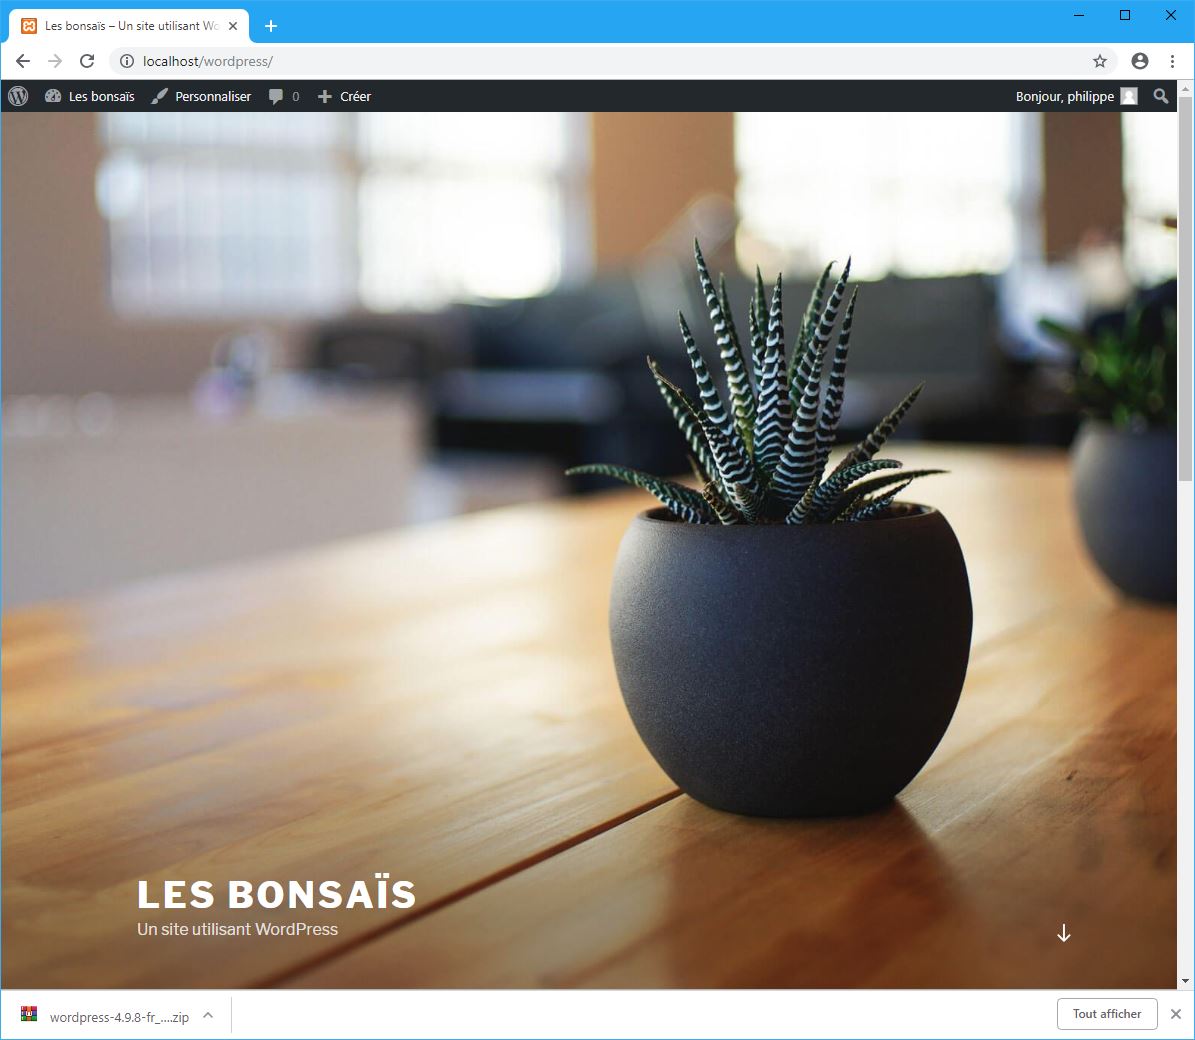 Les bonsaïs – Un site utilisant Wo
localhost/wordpress/
Les bonsaïs Personnaliser 0 Créer Bonjour, philippe
LES BONSAÏS
Un site utilisant WordPress
wordpress-4.9.8-fr_....zip Tout afficher